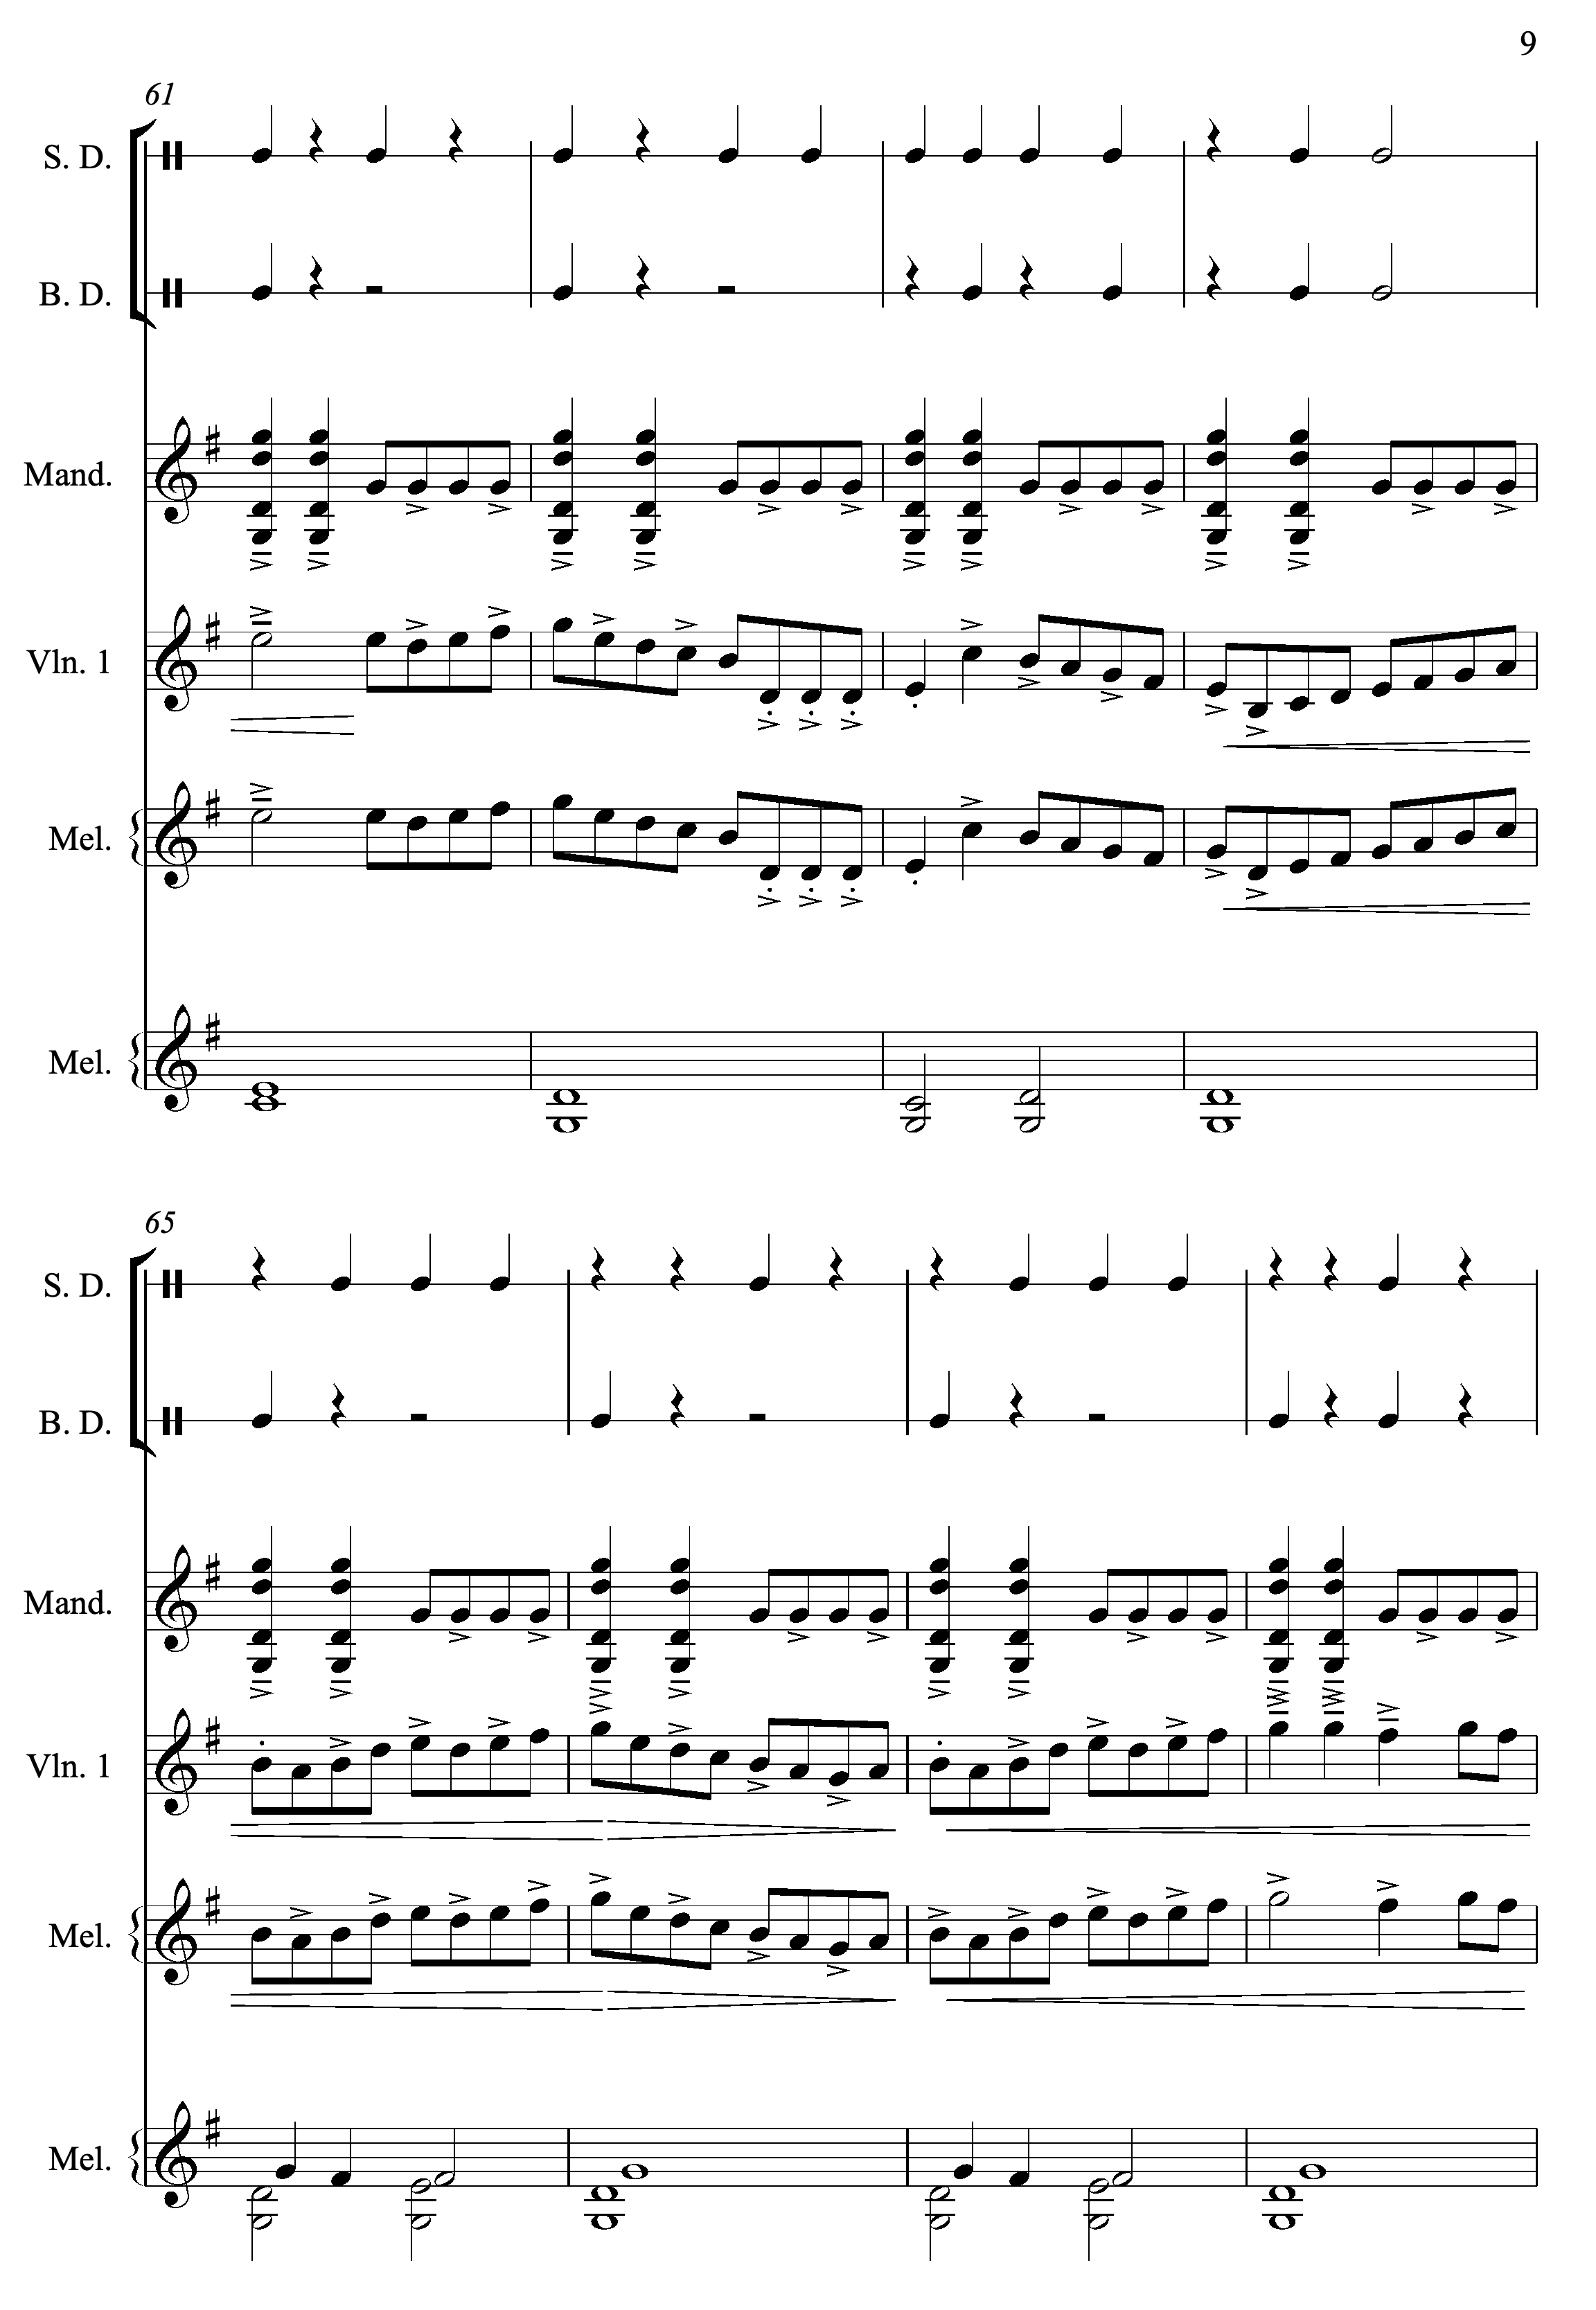 9
61
S. D.
B. D.
Mand.
Vln. 1
Mel.
Mel.
65
S. D.
B. D.
Mand.
Vln. 1
Mel.
Mel.